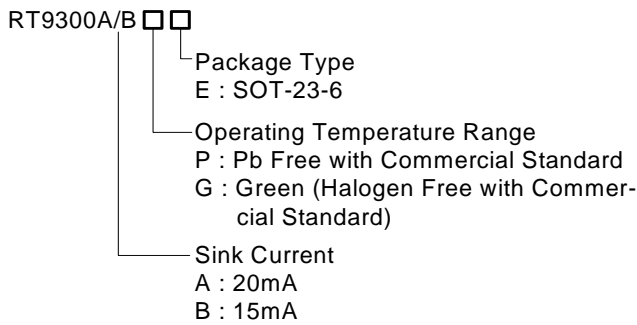 RT9300A/B
Package Type
E : SOT-23-6
Operating Temperature Range
P : Pb Free with Commercial Standard
G : Green (Halogen Free with Commer-
cial Standard)
Sink Current
A : 20mA
B : 15mA